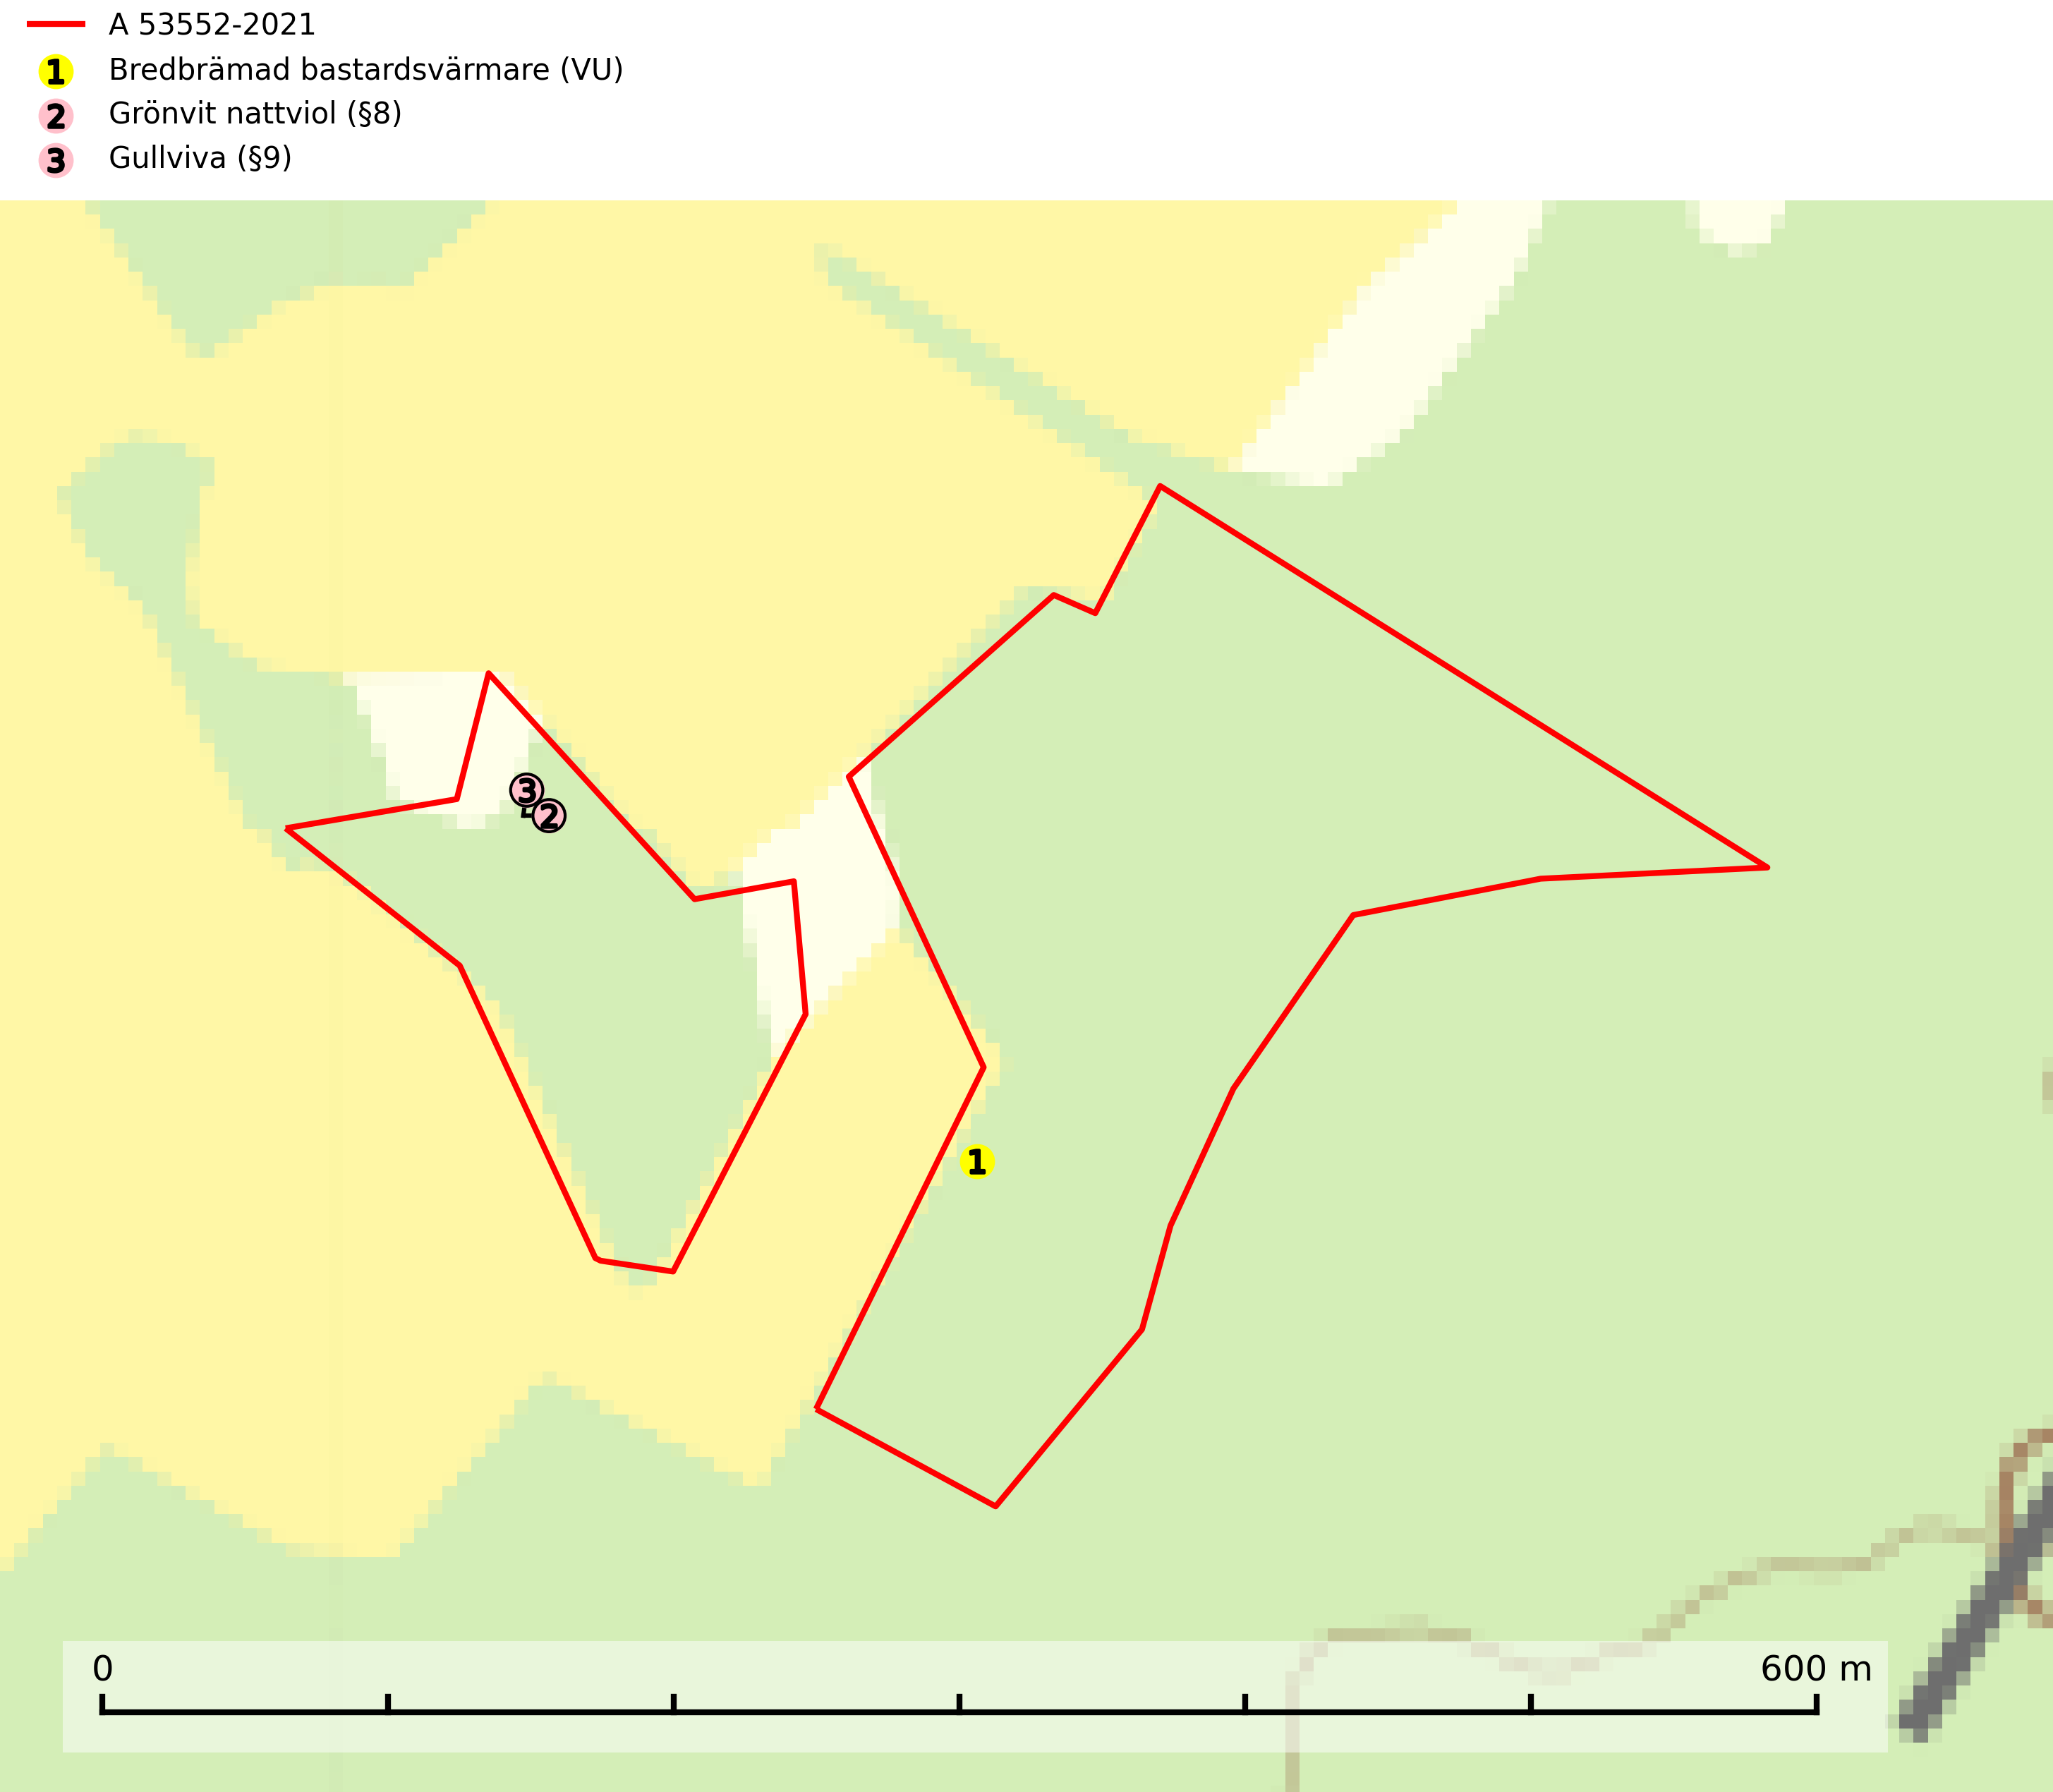 A 53552-2021
1 Bredbrämad bastardsvärmare (VU)
2 Grönvit nattviol (§8)
3 Gullviva (§9)
3
2
1
0 600 m